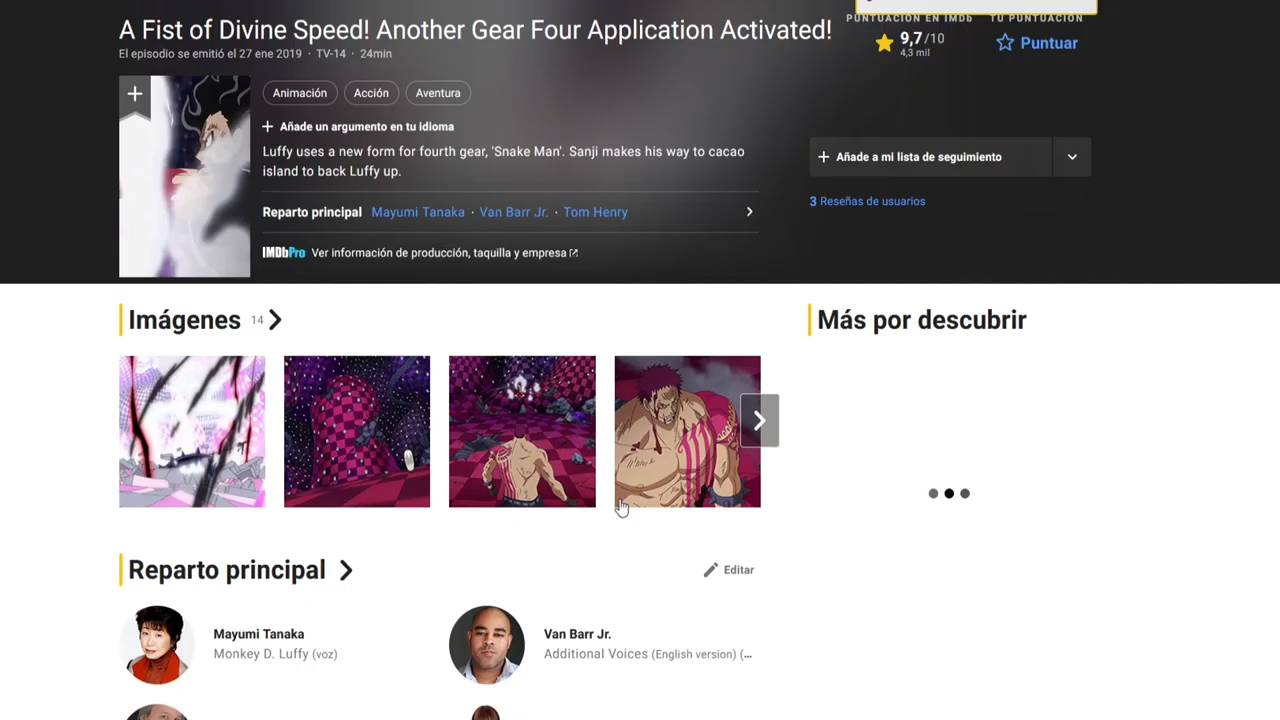 A Fist of Divine Speed! Another Gear Four Application Activated!
El episodio se emitió el 27 ene 2019 · TV-14 · 24min
PUNTUACIÓN EN IMDb
TU PUNTUACIÓN
9,7/10
4,3 mil
Puntuar
Animación
Acción
Aventura
Añade un argumento en tu idioma
Luffy uses a new form for fourth gear, 'Snake Man'. Sanji makes his way to cacao
island to back Luffy up.
Reparto principal Mayumi Tanaka · Van Barr Jr. · Tom Henry
IMDbPro Ver información de producción, taquilla y empresa
Añade a mi lista de seguimiento
3 Reseñas de usuarios
Imágenes 14
Más por descubrir
Reparto principal
Editar
Mayumi Tanaka
Monkey D. Luffy (voz)
Van Barr Jr.
Additional Voices (English version) (...